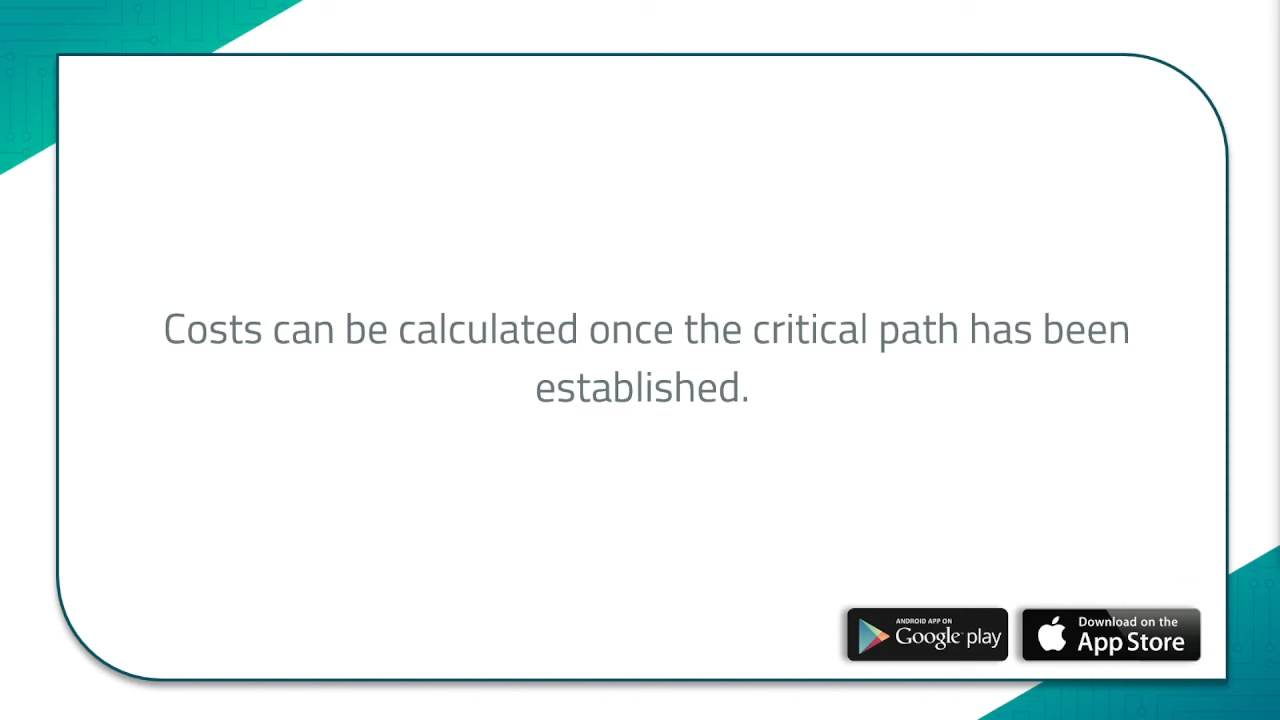 Costs can be calculated once the critical path has been
established.
ANDROID APP ON
Google play
Download on the
App Store